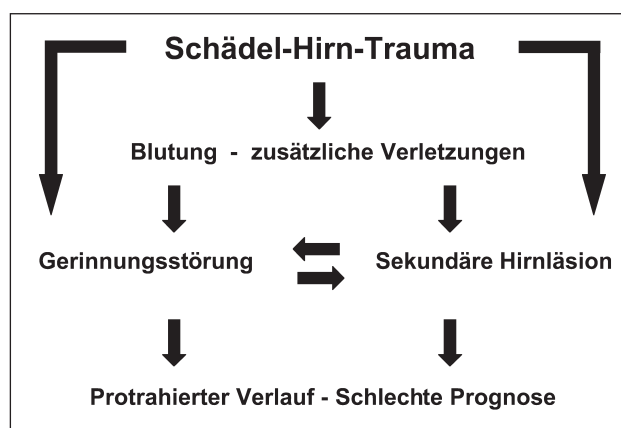 Schädel-Hirn-Trauma
Blutung - zusätzliche Verletzungen
Gerinnungsstörung
Sekundäre Hirnläsion
Protrahierter Verlauf - Schlechte Prognose